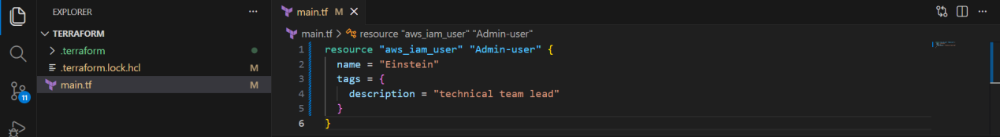 EXPLORER
TERRAFORM
.terraform
.terraform.lock.hcl M
main.tf M
11
main.tf M
main.tf > resource "aws_iam_user" "Admin-user"
1 resource "aws_iam_user" "Admin-user" {
2 name = "Einstein"
3 tags = {
4 description = "technical team lead"
5 }
6 }